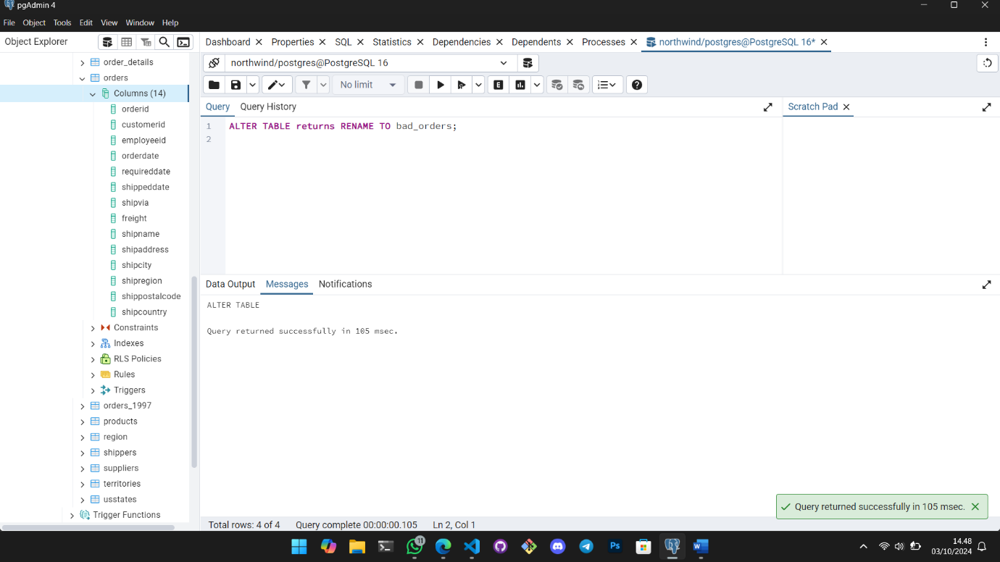 pgAdmin 4
File Object Tools Edit View Window Help
Object Explorer
Dashboard Properties SQL Statistics Dependencies Dependents Processes northwind/postgres@PostgreSQL 16*
northwind/postgres@PostgreSQL 16
No limit
E
Query Query History
Scratch Pad
1 ALTER TABLE returns RENAME TO bad_orders;
2
order_details
orders
Columns (14)
orderid
customerid
employeeid
orderdate
requireddate
shippeddate
shipvia
freight
shipname
shipaddress
shipcity
shipregion
shippostalcode
shipcountry
Constraints
Indexes
RLS Policies
Rules
Triggers
orders_1997
products
region
shippers
suppliers
territories
usstates
Trigger Functions
Data Output Messages Notifications
ALTER TABLE
Query returned successfully in 105 msec.
Query returned successfully in 105 msec.
Total rows: 4 of 4 Query complete 00:00:00.105 Ln 2, Col 1
11
Ps
W
14.48
03/10/2024